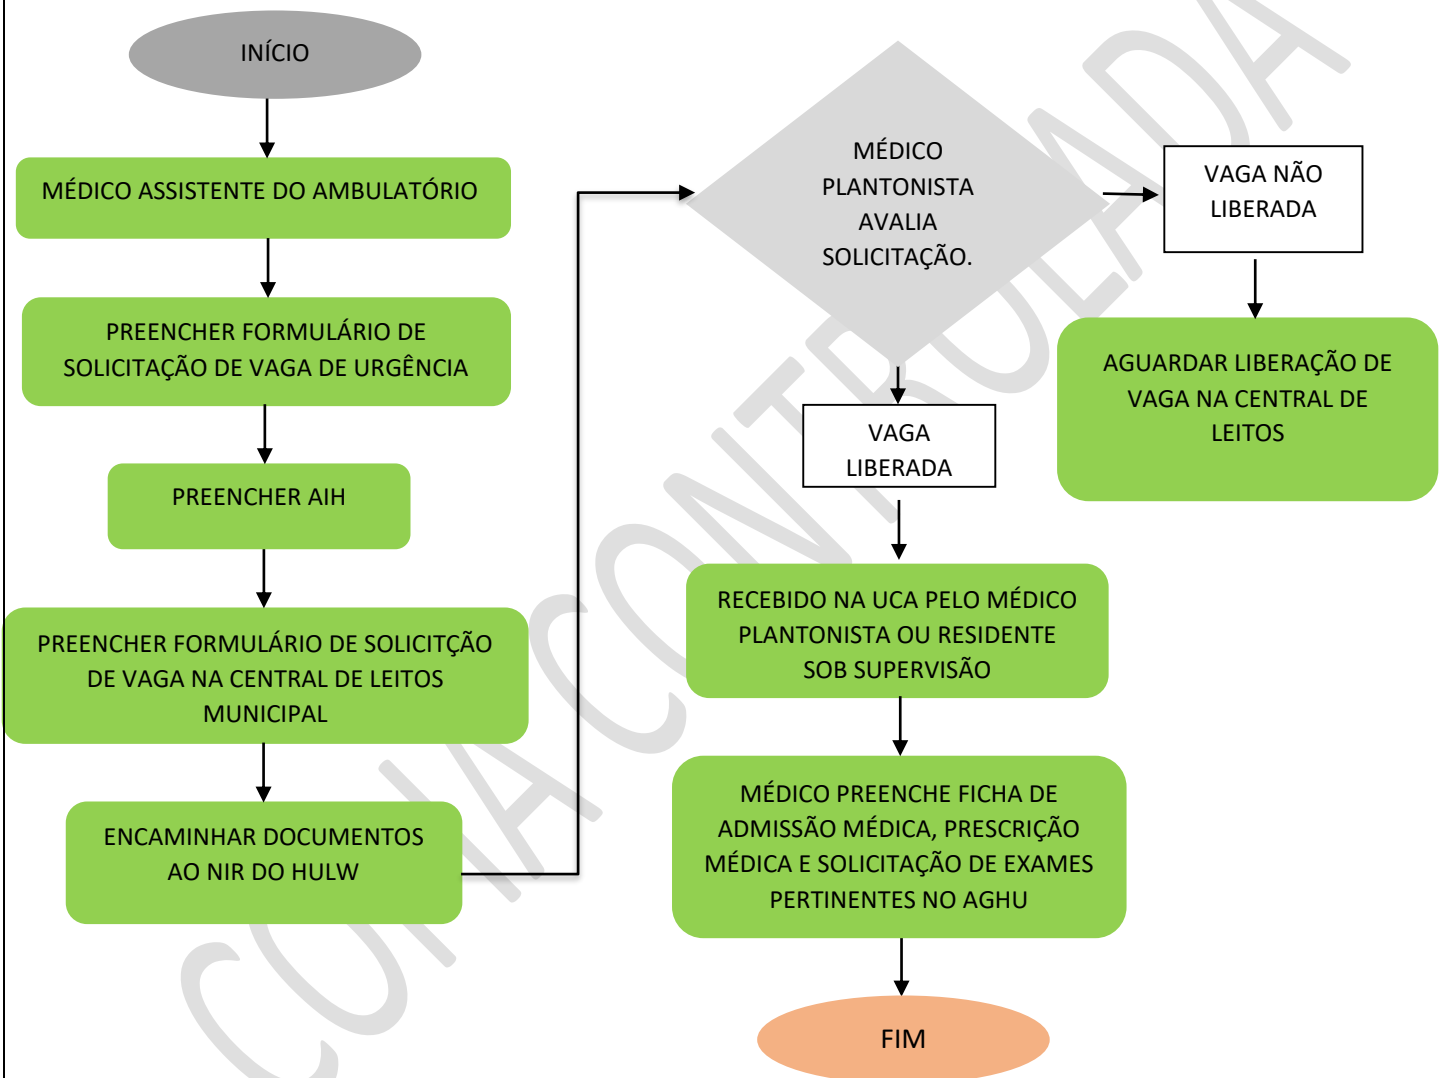 INÍCIO
MÉDICO ASSISTENTE DO AMBULATÓRIO
PREENCHER FORMULÁRIO DE
SOLICITAÇÃO DE VAGA DE URGÊNCIA
PREENCHER AIH
PREENCHER FORMULÁRIO DE SOLICITÇÃO
DE VAGA NA CENTRAL DE LEITOS
MUNICIPAL
ENCAMINHAR DOCUMENTOS
AO NIR DO HULW
MÉDICO
PLANTONISTA
AVALIA
SOLICITAÇÃO.
VAGA NÃO
LIBERADA
AGUARDAR LIBERAÇÃO DE
VAGA NA CENTRAL DE
LEITOS
VAGA
LIBERADA
RECEBIDO NA UCA PELO MÉDICO
PLANTONISTA OU RESIDENTE
SOB SUPERVISÃO
MÉDICO PREENCHE FICHA DE
ADMISSÃO MÉDICA, PRESCRIÇÃO
MÉDICA E SOLICITAÇÃO DE EXAMES
PERTINENTES NO AGHU
FIM
CÓPIA CONTROLADA